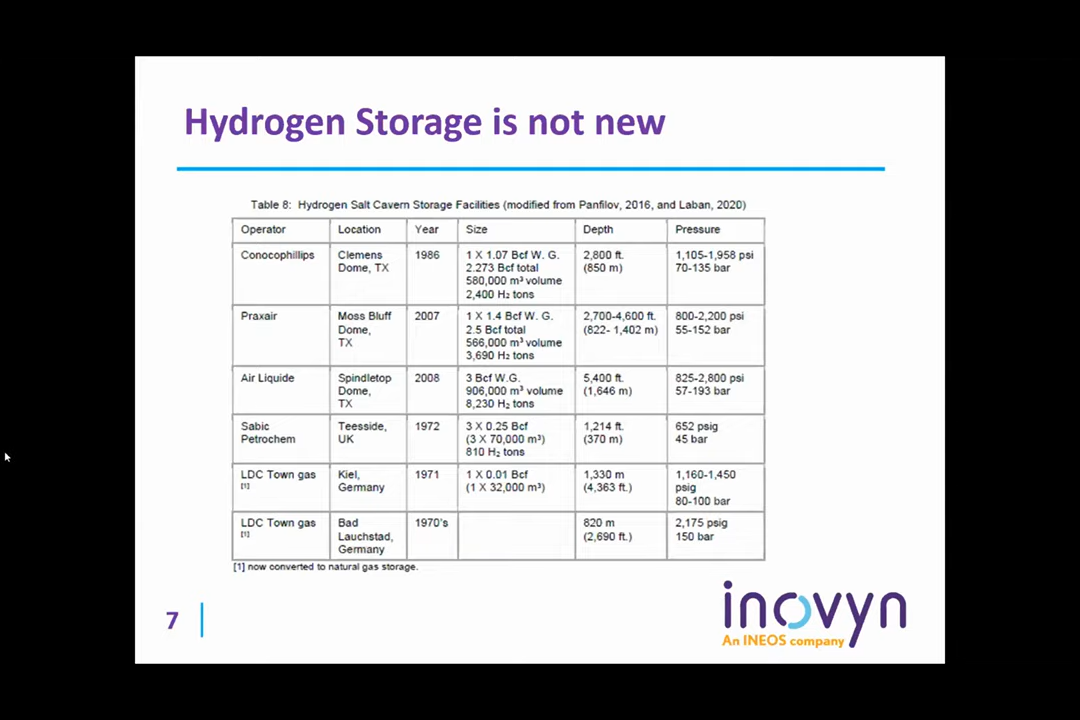 Hydrogen Storage is not new
Table 8: Hydrogen Salt Cavern Storage Facilities (modified from Panfilov, 2016, and Laban, 2020)
Operator Location Year Size Depth Pressure
Conocophillips Clemens 1986 1 X 1.07 Bcf W. G. 2,800 ft. 1,105-1,958 psi
Dome, TX 2.273 Bcf total (850 m) 70-135 bar
580,000 m³ volume
2,400 H₂ tons
Praxair Moss Bluff 2007 1 X 1.4 Bcf W. G. 2,700-4,600 ft. 800-2,200 psi
Dome, 2.5 Bcf total (822- 1,402 m) 55-152 bar
TX 566,000 m³ volume
3,690 H₂ tons
Air Liquide Spindletop 2008 3 Bcf W.G. 5,400 ft. 825-2,800 psi
Dome, 906,000 m³ volume (1,646 m) 57-193 bar
TX 8,230 H₂ tons
Sabic Teesside, 1972 3 X 0.25 Bcf 1,214 ft. 652 psig
Petrochem UK (3 X 70,000 m³) (370 m) 45 bar
810 H₂ tons
LDC Town gas Kiel, 1971 1 X 0.01 Bcf 1,330 m 1,160-1,450
[1] Germany (1 X 32,000 m³) (4,363 ft.) psig
80-100 bar
LDC Town gas Bad 1970's 820 m 2,175 psig
[1] Lauchstad, (2,690 ft.) 150 bar
Germany
[1] now converted to natural gas storage.
7
inovyn
An INEOS company